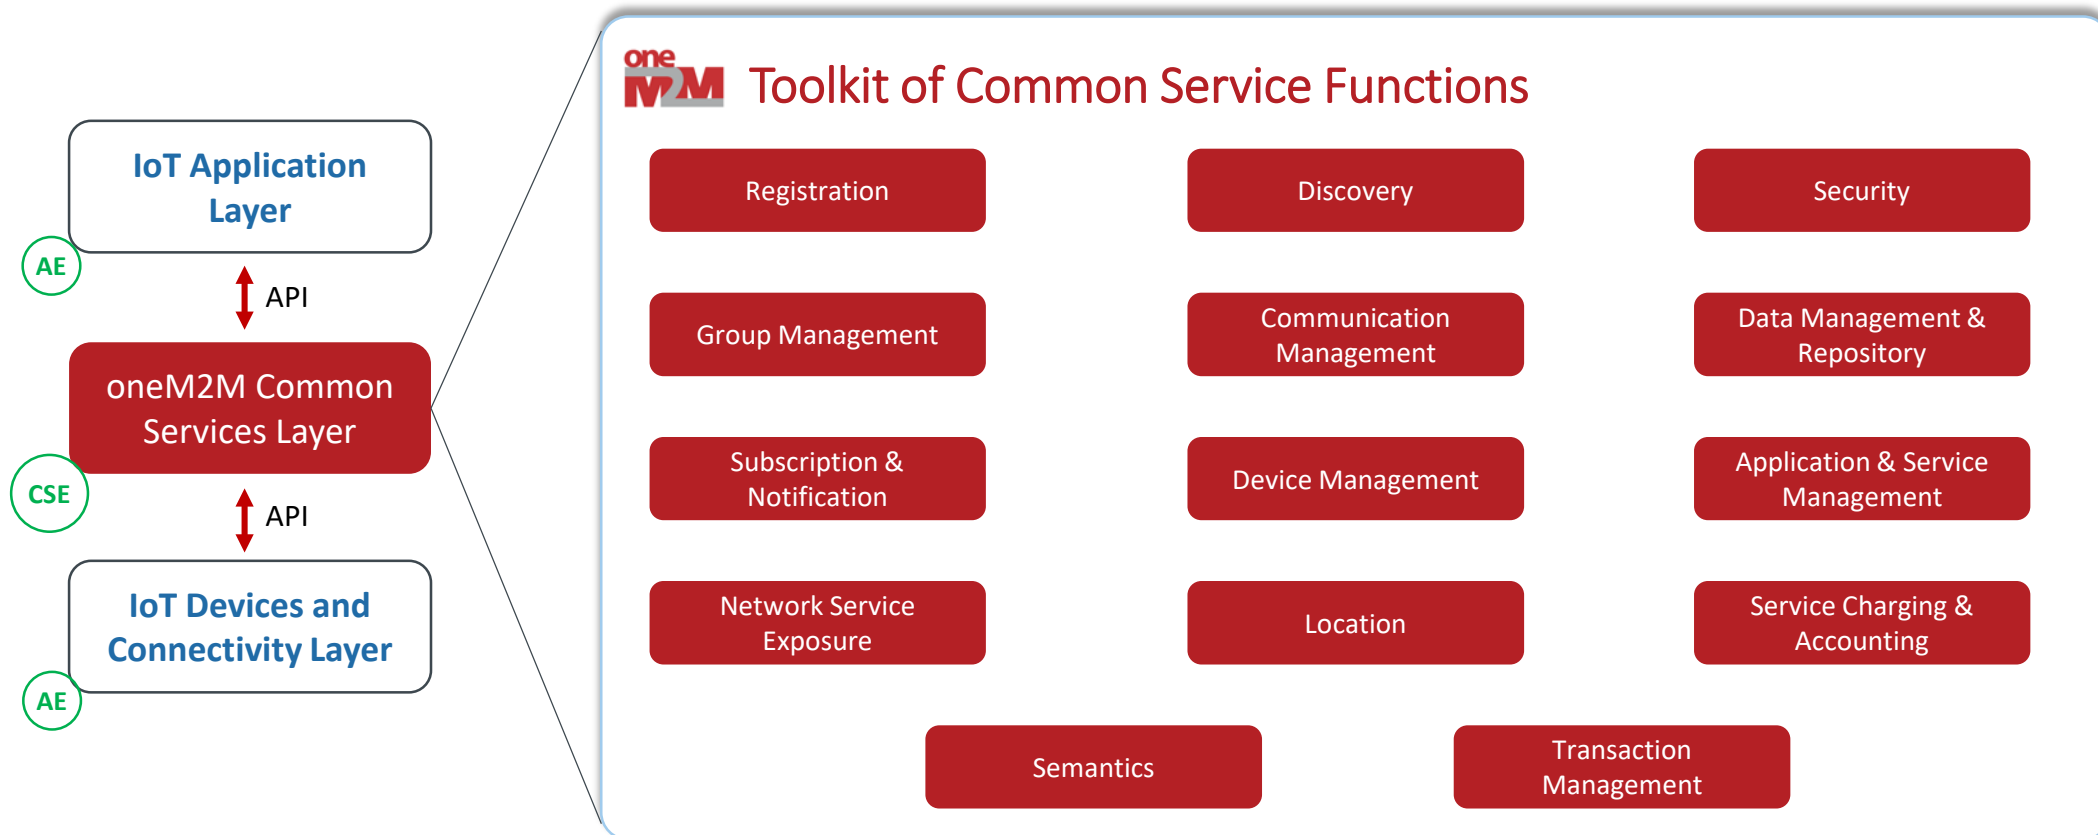 IoT Application
Layer
AE
API
oneM2M Common
Services Layer
CSE
API
IoT Devices and
Connectivity Layer
AE
one
M2M
Toolkit of Common Service Functions
Registration
Discovery
Security
Group Management
Communication
Management
Data Management &
Repository
Subscription &
Notification
Device Management
Application & Service
Management
Network Service
Exposure
Location
Service Charging &
Accounting
Semantics
Transaction
Management